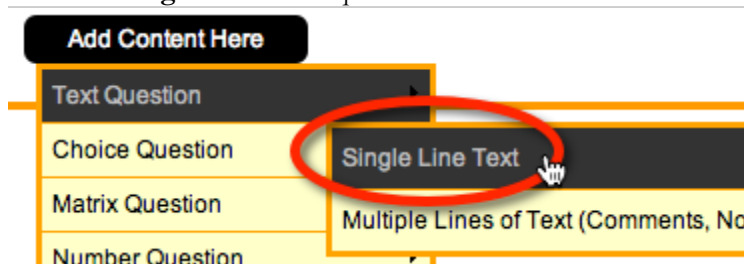 Add Content Here
Text Question
Choice Question
Single Line Text
Matrix Question
Multiple Lines of Text (Comments,
Number Question